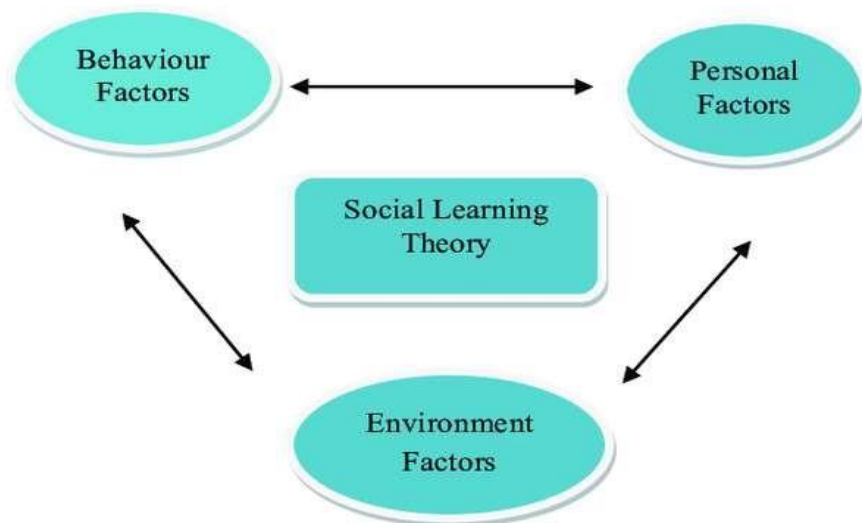 Behaviour
Factors
Personal
Factors
Social Learning
Theory
Environment
Factors